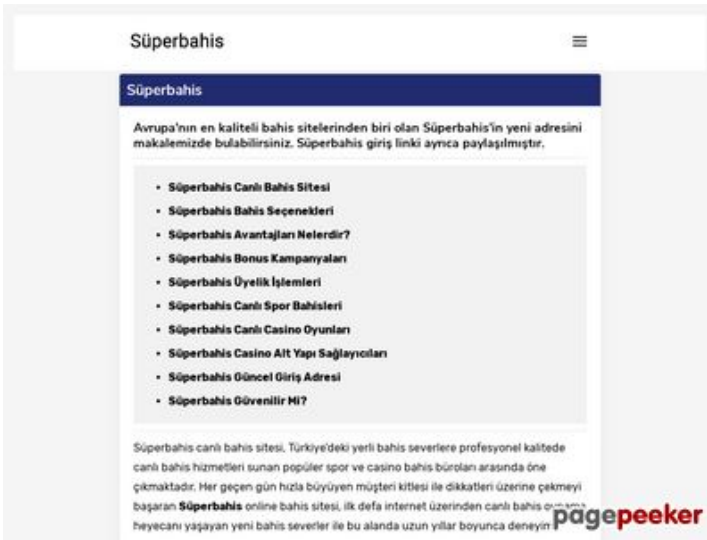 Süperbahis
Süperbahis
Avrupa'nın en kaliteli bahis sitelerinden biri olan Süperbahis'in yeni adresini
makalemizde bulabilirsiniz. Süperbahis giriş linki ayrıca paylaşılmıştır.
• Süperbahis Canlı Bahis Sitesi
• Süperbahis Bahis Seçenekleri
• Süperbahis Avantajları Nelerdir?
• Süperbahis Bonus Kampanyaları
• Süperbahis Üyelik İşlemleri
• Süperbahis Canlı Spor Bahisleri
• Süperbahis Canlı Casino Oyunları
• Süperbahis Casino Alt Yapı Sağlayıcıları
• Süperbahis Güncel Giriş Adresi
• Süperbahis Güvenilir Mi?
Süperbahis canlı bahis sitesi, Türkiye'deki yerli bahis severlere profesyonel kalitede
canlı bahis hizmetleri sunan popüler spor ve casino bahis büroları arasında öne
çıkmaktadır. Her geçen gün hızla büyüyen müşteri kitlesi ile dikkatleri üzerine çekmeyi
başaran Süperbahis online bahis sitesi, ilk defa internet üzerinden canlı bahis oynama
heyecanı yaşayan yeni bahis severler ile bu alanda uzun yıllar boyunca
pagepeeker